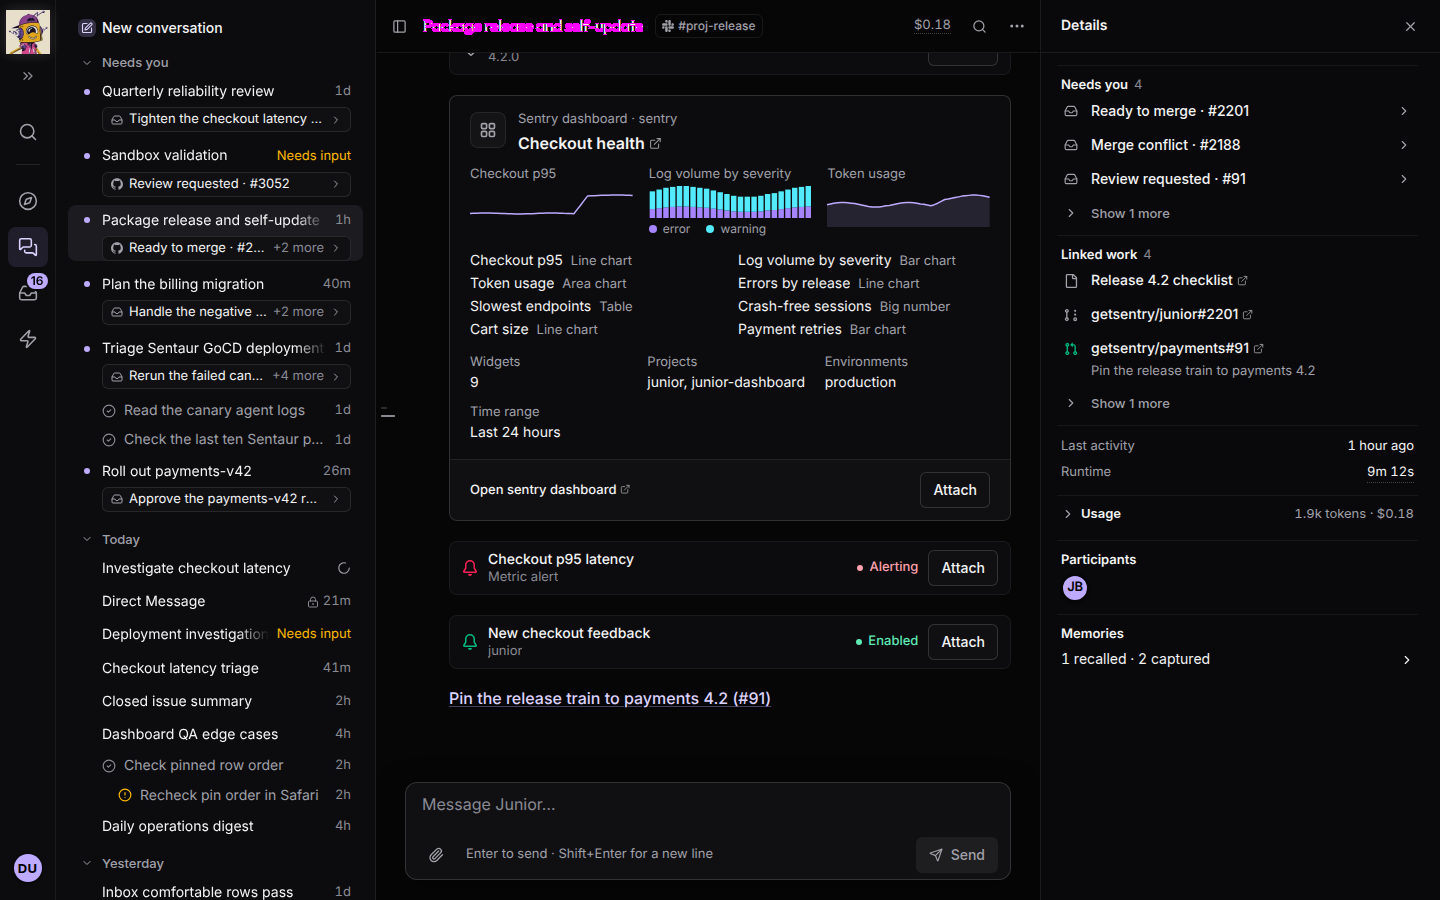 New conversation
Needs you
Quarterly reliability review 1d
Tighten the checkout latency ...
Sandbox validation Needs input
Review requested · #3052
Package release and self-update 1h
Ready to merge · #2... +2 more
Plan the billing migration 40m
Handle the negative ... +2 more
Triage Sentaur GoCD deployment 1d
Rerun the failed can... +4 more
Read the canary agent logs 1d
Check the last ten Sentaur p... 1d
Roll out payments-v42 26m
Approve the payments-v42 r...
Today
Investigate checkout latency
Direct Message 21m
Deployment investigation Needs input
Checkout latency triage 41m
Closed issue summary 2h
Dashboard QA edge cases 4h
Check pinned row order 2h
Recheck pin order in Safari 2h
Daily operations digest 4h
Yesterday
Inbox comfortable rows pass 1d
16
DU
Package release and self-update #proj-release $0.18
4.2.0
Sentry dashboard · sentry
Checkout health
Checkout p95 Log volume by severity Token usage
error warning
Checkout p95 Line chart Log volume by severity Bar chart
Token usage Area chart Errors by release Line chart
Slowest endpoints Table Crash-free sessions Big number
Cart size Line chart Payment retries Bar chart
Widgets Projects Environments
9 junior, junior-dashboard production
Time range
Last 24 hours
Open sentry dashboard Attach
Checkout p95 latency
Metric alert
Alerting Attach
New checkout feedback
junior
Enabled Attach
Pin the release train to payments 4.2 (#91)
Message Junior...
Enter to send · Shift+Enter for a new line Send
Details
Needs you 4
Ready to merge · #2201
Merge conflict · #2188
Review requested · #91
Show 1 more
Linked work 4
Release 4.2 checklist
getsentry/junior#2201
getsentry/payments#91
Pin the release train to payments 4.2
Show 1 more
Last activity 1 hour ago
Runtime 9m 12s
Usage 1.9k tokens · $0.18
Participants
JB
Memories
1 recalled · 2 captured